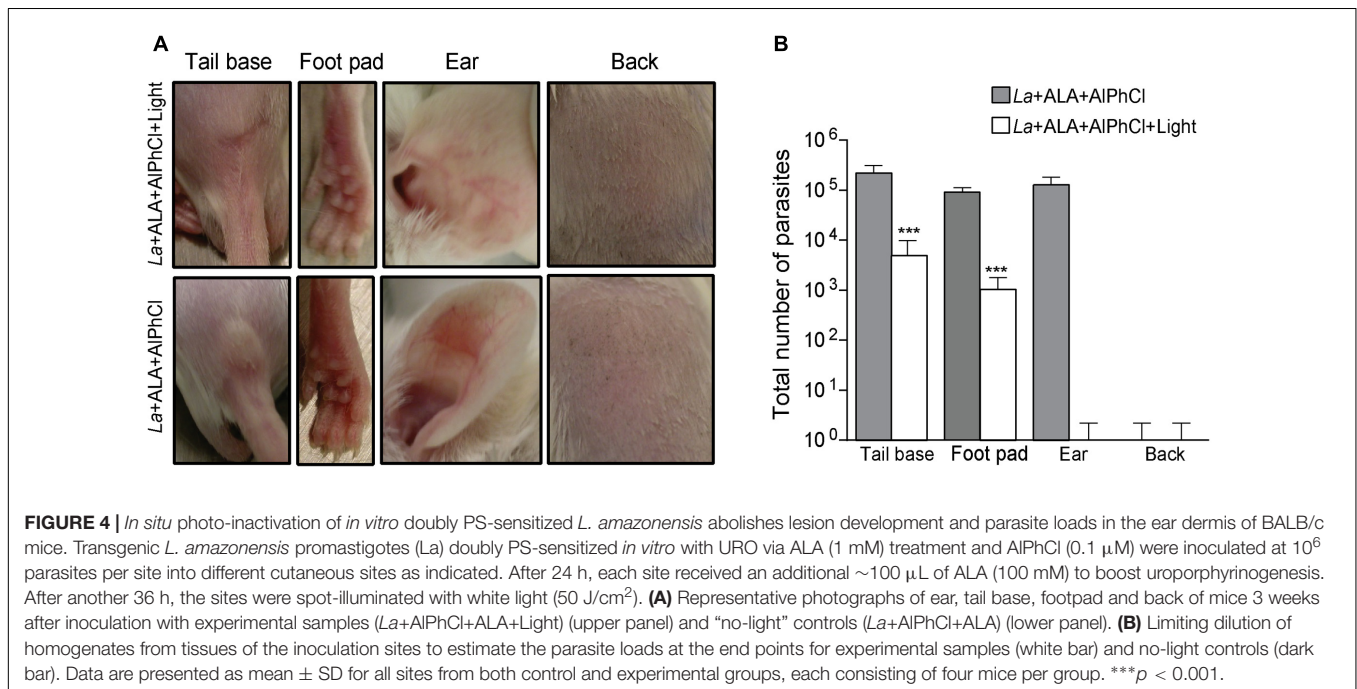 A
Tail base Foot pad Ear Back
La+ALA+AlPhCl+Light
La+ALA+AlPhCl
B
La+ALA+AlPhCl
La+ALA+AlPhCl+Light
Total number of parasites
10^6
10^5
10^4
10^3
10^2
10^1
10^0
***
***
Tail base Foot pad Ear Back
FIGURE 4 | In situ photo-inactivation of in vitro doubly PS-sensitized L. amazonensis abolishes lesion development and parasite loads in the ear dermis of BALB/c
mice. Transgenic L. amazonensis promastigotes (La) doubly PS-sensitized in vitro with URO via ALA (1 mM) treatment and AlPhCl (0.1 μM) were inoculated at 10^6
parasites per site into different cutaneous sites as indicated. After 24 h, each site received an additional ∼100 μL of ALA (100 mM) to boost uroporphyrinogenesis.
After another 36 h, the sites were spot-illuminated with white light (50 J/cm^2). (A) Representative photographs of ear, tail base, footpad and back of mice 3 weeks
after inoculation with experimental samples (La+AlPhCl+ALA+Light) (upper panel) and “no-light” controls (La+AlPhCl+ALA) (lower panel). (B) Limiting dilution of
homogenates from tissues of the inoculation sites to estimate the parasite loads at the end points for experimental samples (white bar) and no-light controls (dark
bar). Data are presented as mean ± SD for all sites from both control and experimental groups, each consisting of four mice per group. ***p < 0.001.